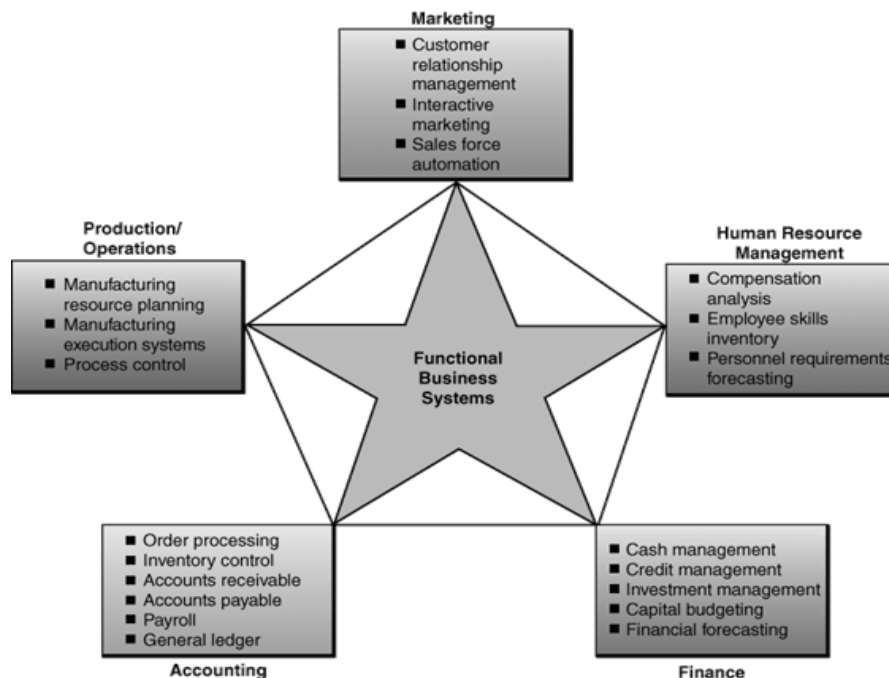 Marketing
■ Customer
relationship
management
■ Interactive
marketing
■ Sales force
automation
Production/
Operations
■ Manufacturing
resource planning
■ Manufacturing
execution systems
■ Process control
Human Resource
Management
■ Compensation
analysis
■ Employee skills
inventory
■ Personnel requirements
forecasting
Functional
Business
Systems
■ Order processing
■ Inventory control
■ Accounts receivable
■ Accounts payable
■ Payroll
■ General ledger
Accounting
■ Cash management
■ Credit management
■ Investment management
■ Capital budgeting
■ Financial forecasting
Finance